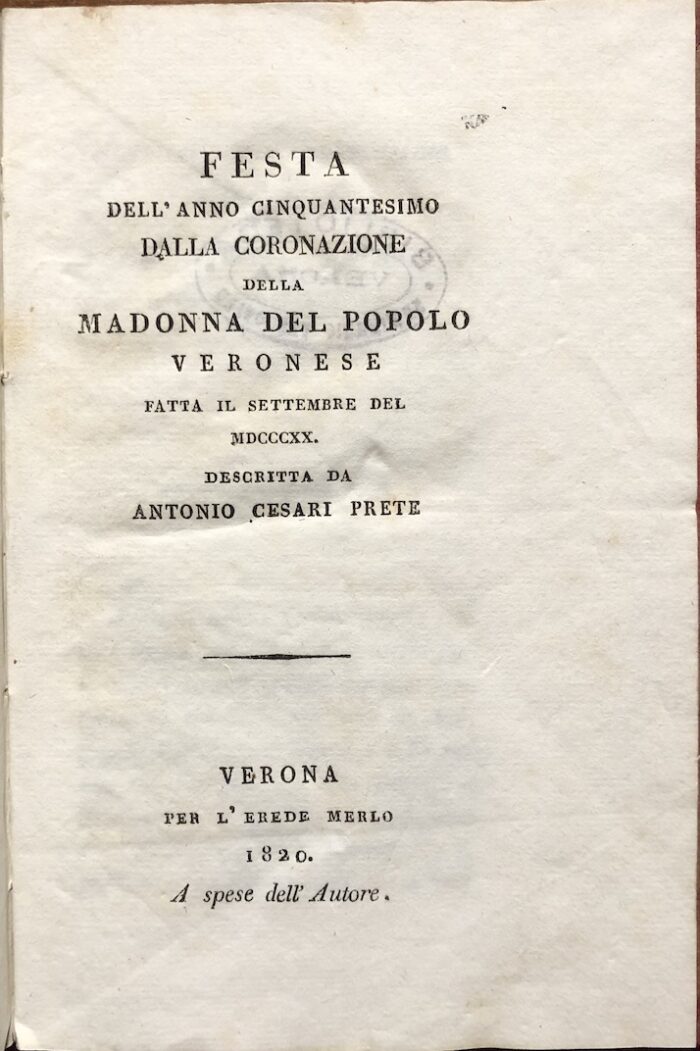 FESTA
DELL' ANNO CINQUANTESIMO
DALLA CORONAZIONE
DELLA
MADONNA DEL POPOLO
VERONESE
FATTA IL SETTEMBRE DEL
MDCCCXX.
DESCRITTA DA
ANTONIO CESARI PRETE
VERONA
PER L' EREDE MERLO
1820.
A spese dell' Autore.